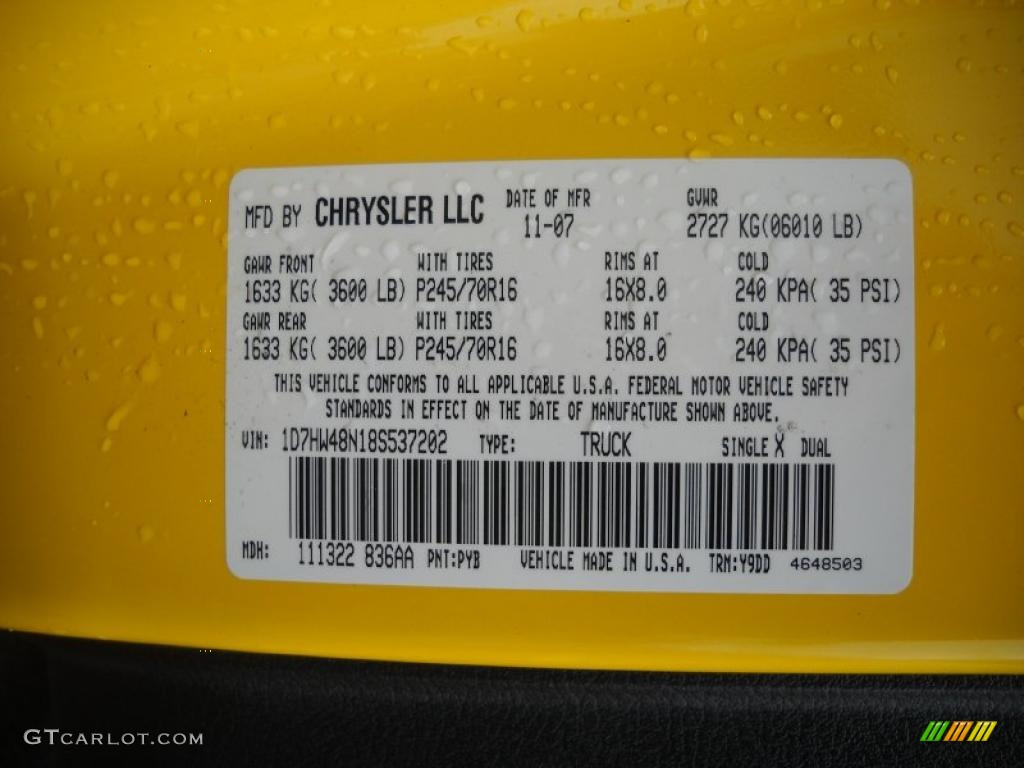 MFD BY CHRYSLER LLC DATE OF MFR GVWR
11-07 2727 KG(06010 LB)
GAWR FRONT WITH TIRES RIMS AT COLD
1633 KG( 3600 LB) P245/70R16 16X8.0 240 KPA( 35 PSI)
GAWR REAR WITH TIRES RIMS AT COLD
1633 KG( 3600 LB) P245/70R16 16X8.0 240 KPA( 35 PSI)
THIS VEHICLE CONFORMS TO ALL APPLICABLE U.S.A. FEDERAL MOTOR VEHICLE SAFETY
STANDARDS IN EFFECT ON THE DATE OF MANUFACTURE SHOWN ABOVE.
VIN: 1D7HW48N18S537202 TYPE: TRUCK SINGLE X DUAL
MDH: 111322 836AA PNT:PYB VEHICLE MADE IN U.S.A. TRM:Y9DD 4648503
GTCARLOT.COM